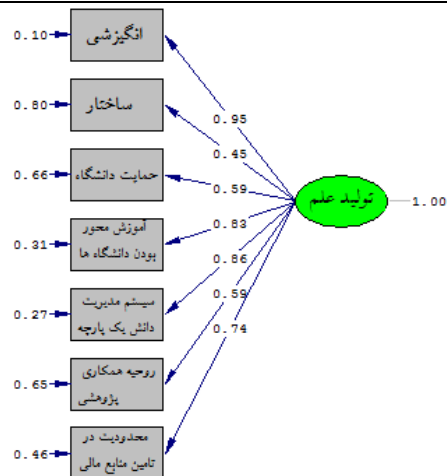 0.10
انگیزشی
0.95
0.80
ساختار
0.45
0.66
حمایت دانشگاه
0.59
تولید علم
1.00
0.31
آموزش محور
بودن دانشگاه ها
0.83
0.27
سیستم مدیریت
دانش یک پارچه
0.86
0.65
روحیه همکاری
پژوهشی
0.59
0.46
محدودیت در
تامین منابع مالی
0.74